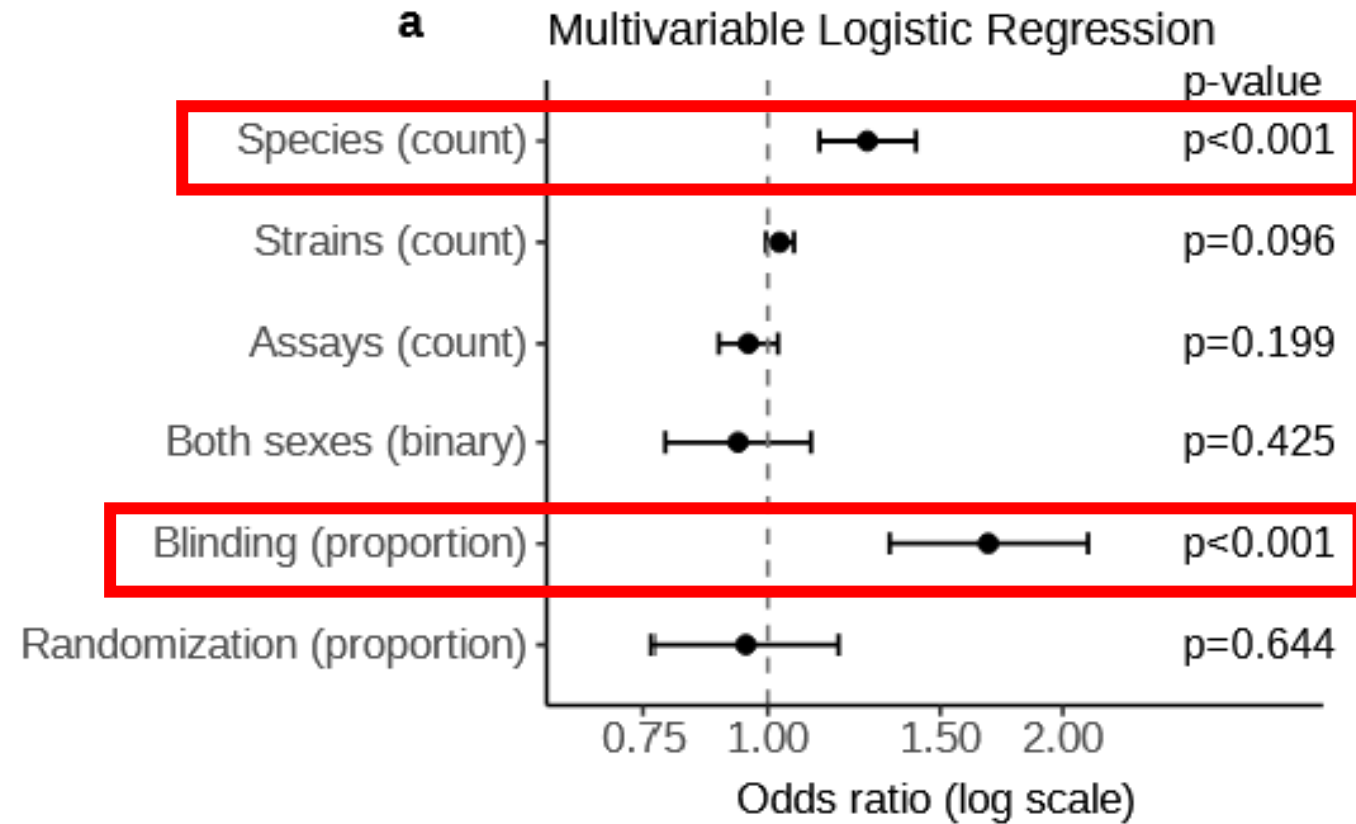 a Multivariable Logistic Regression
p-value
Species (count) p<0.001
Strains (count) p=0.096
Assays (count) p=0.199
Both sexes (binary) p=0.425
Blinding (proportion) p<0.001
Randomization (proportion) p=0.644
0.75 1.00 1.50 2.00
Odds ratio (log scale)